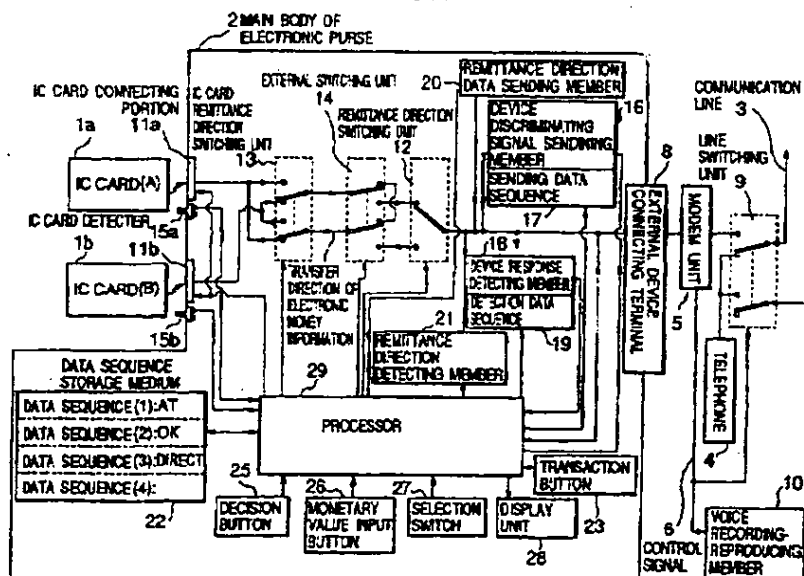 2 MAIN BODY OF
ELECTRONIC PURSE
IC CARD CONNECTING
PORTION
1a
11a
IC CARD(A)
IC CARD DETECTER
15a
1b
11b
IC CARD(B)
15b
IC CARD
REMITTANCE
DIRECTION
SWITCHING UNIT
13
EXTERNAL SWITCHING UNIT
14
REMITTANCE DIRECTION
SWITCHING UNIT
12
20
REMITTANCE DIRECTION
DATA SENDING MEMBER
16
DEVICE
DISCRIMINATING
SIGNAL SENDINING
MEMBER
SENDING DATA
SEQUENCE
17
18
DEVICE RESPONSE
DETECTING MEMBER
DETECTION DATA
SEQUENCE
19
TRANSFER DIRECTION OF
ELECTRONIC
MONEY
INFORMATION
21
REMITTANCE
DIRECTION
DETECTING MEMBER
8
EXTERNAL DEVICE
CONNECTING TERMINAL
MODEM UNIT
5
COMMUNICATION
LINE
3
LINE
SWITCHING
UNIT
9
TELEPHONE
4
DATA SEQUENCE
STORAGE MEDIUM
DATA SEQUENCE(1):AT
DATA SEQUENCE(2):OK
DATA SEQUENCE(3):DIRECT
DATA SEQUENCE(4):
22
29
PROCESSOR
25
DECISION
BUTTON
26
MONETARY
VALUE INPUT
BUTTON
27
SELECTION
SWITCH
DISPLAY
UNIT
28
TRANSACTION
BUTTON
23
6
CONTROL
SIGNAL
10
VOICE
RECORDING-
REPRODUCING
MEMBER